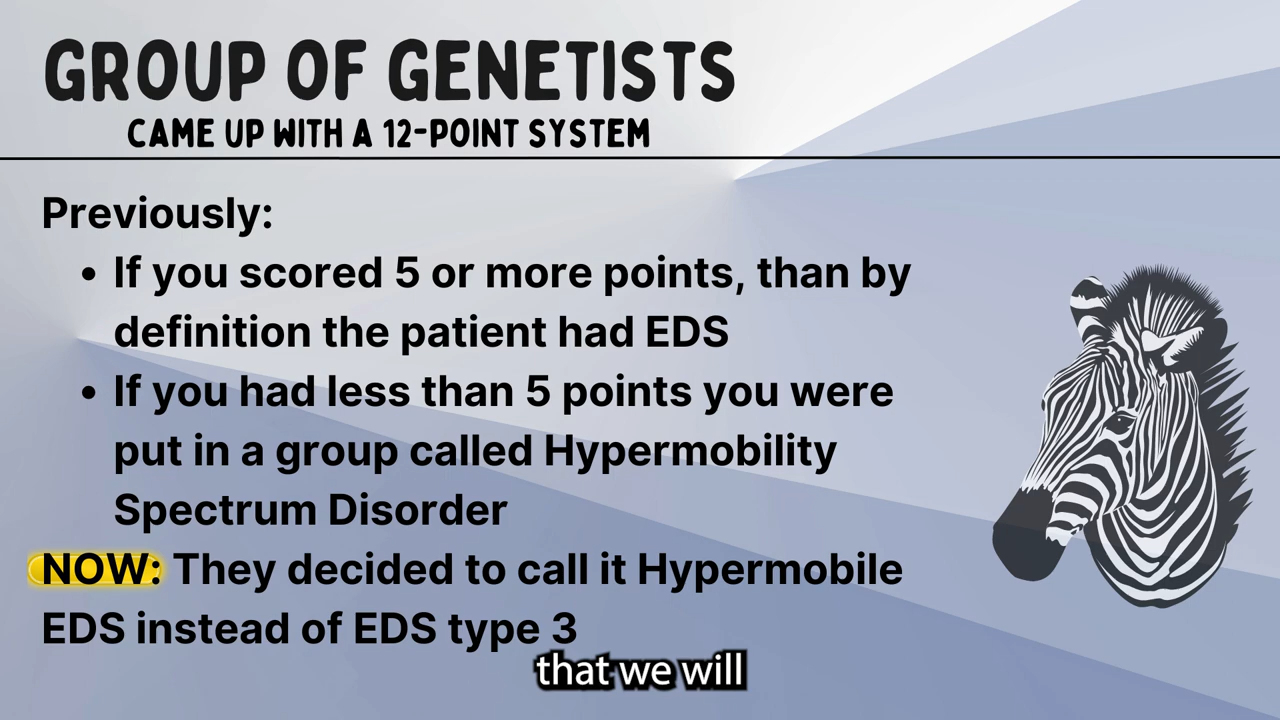 GROUP OF GENETISTS
CAME UP WITH A 12-POINT SYSTEM
Previously:
• If you scored 5 or more points, than by
definition the patient had EDS
• If you had less than 5 points you were
put in a group called Hypermobility
Spectrum Disorder
NOW: They decided to call it Hypermobile
EDS instead of EDS type 3
that we will